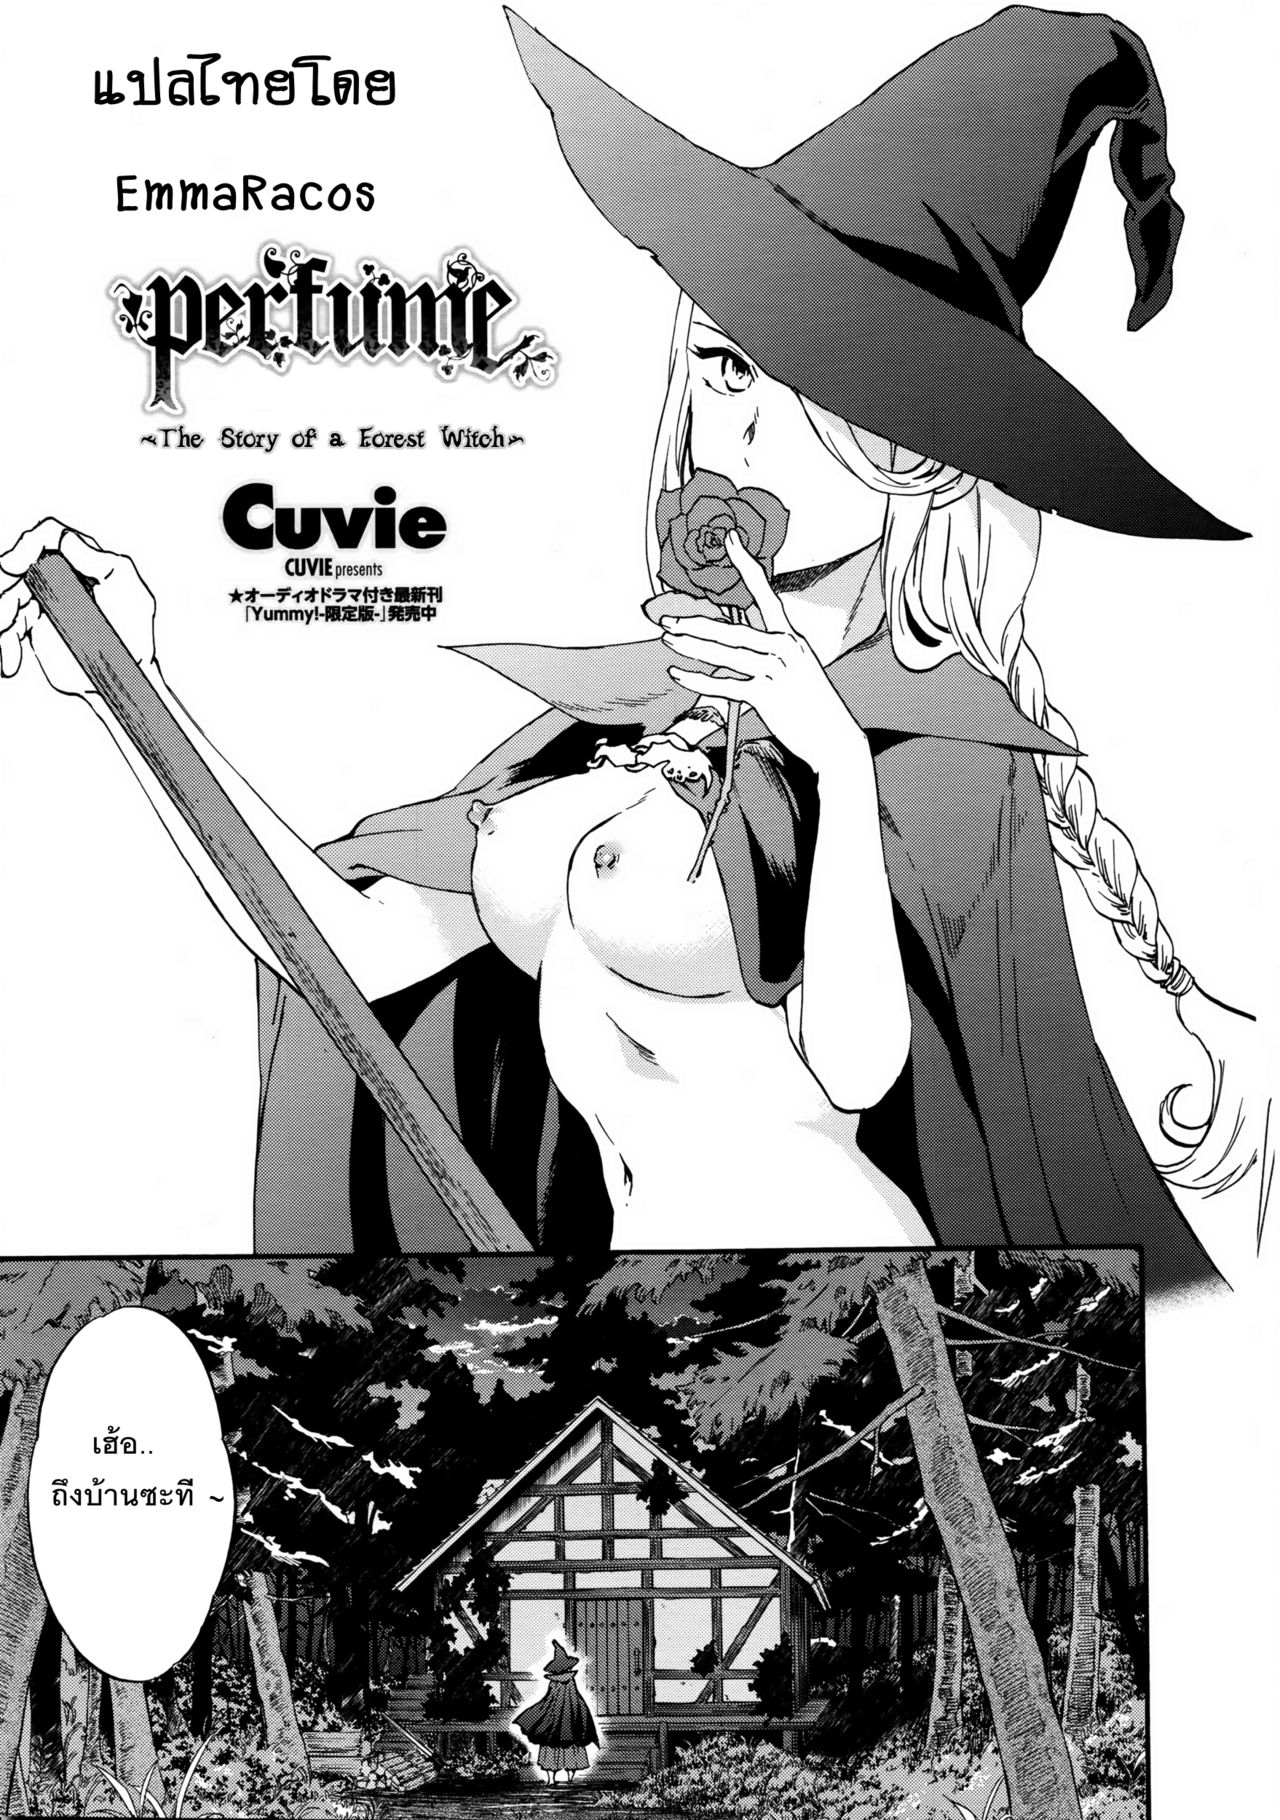 แปลไทยโดย
EmmaRacos
perfume
~The Story of a Forest Witch~
Cuvie
CUVIE presents
★オーディオドラマ付き最新刊
「Yummy!-限定版-」発売中
เฮ้อ..
ถึงบ้านซะที ~